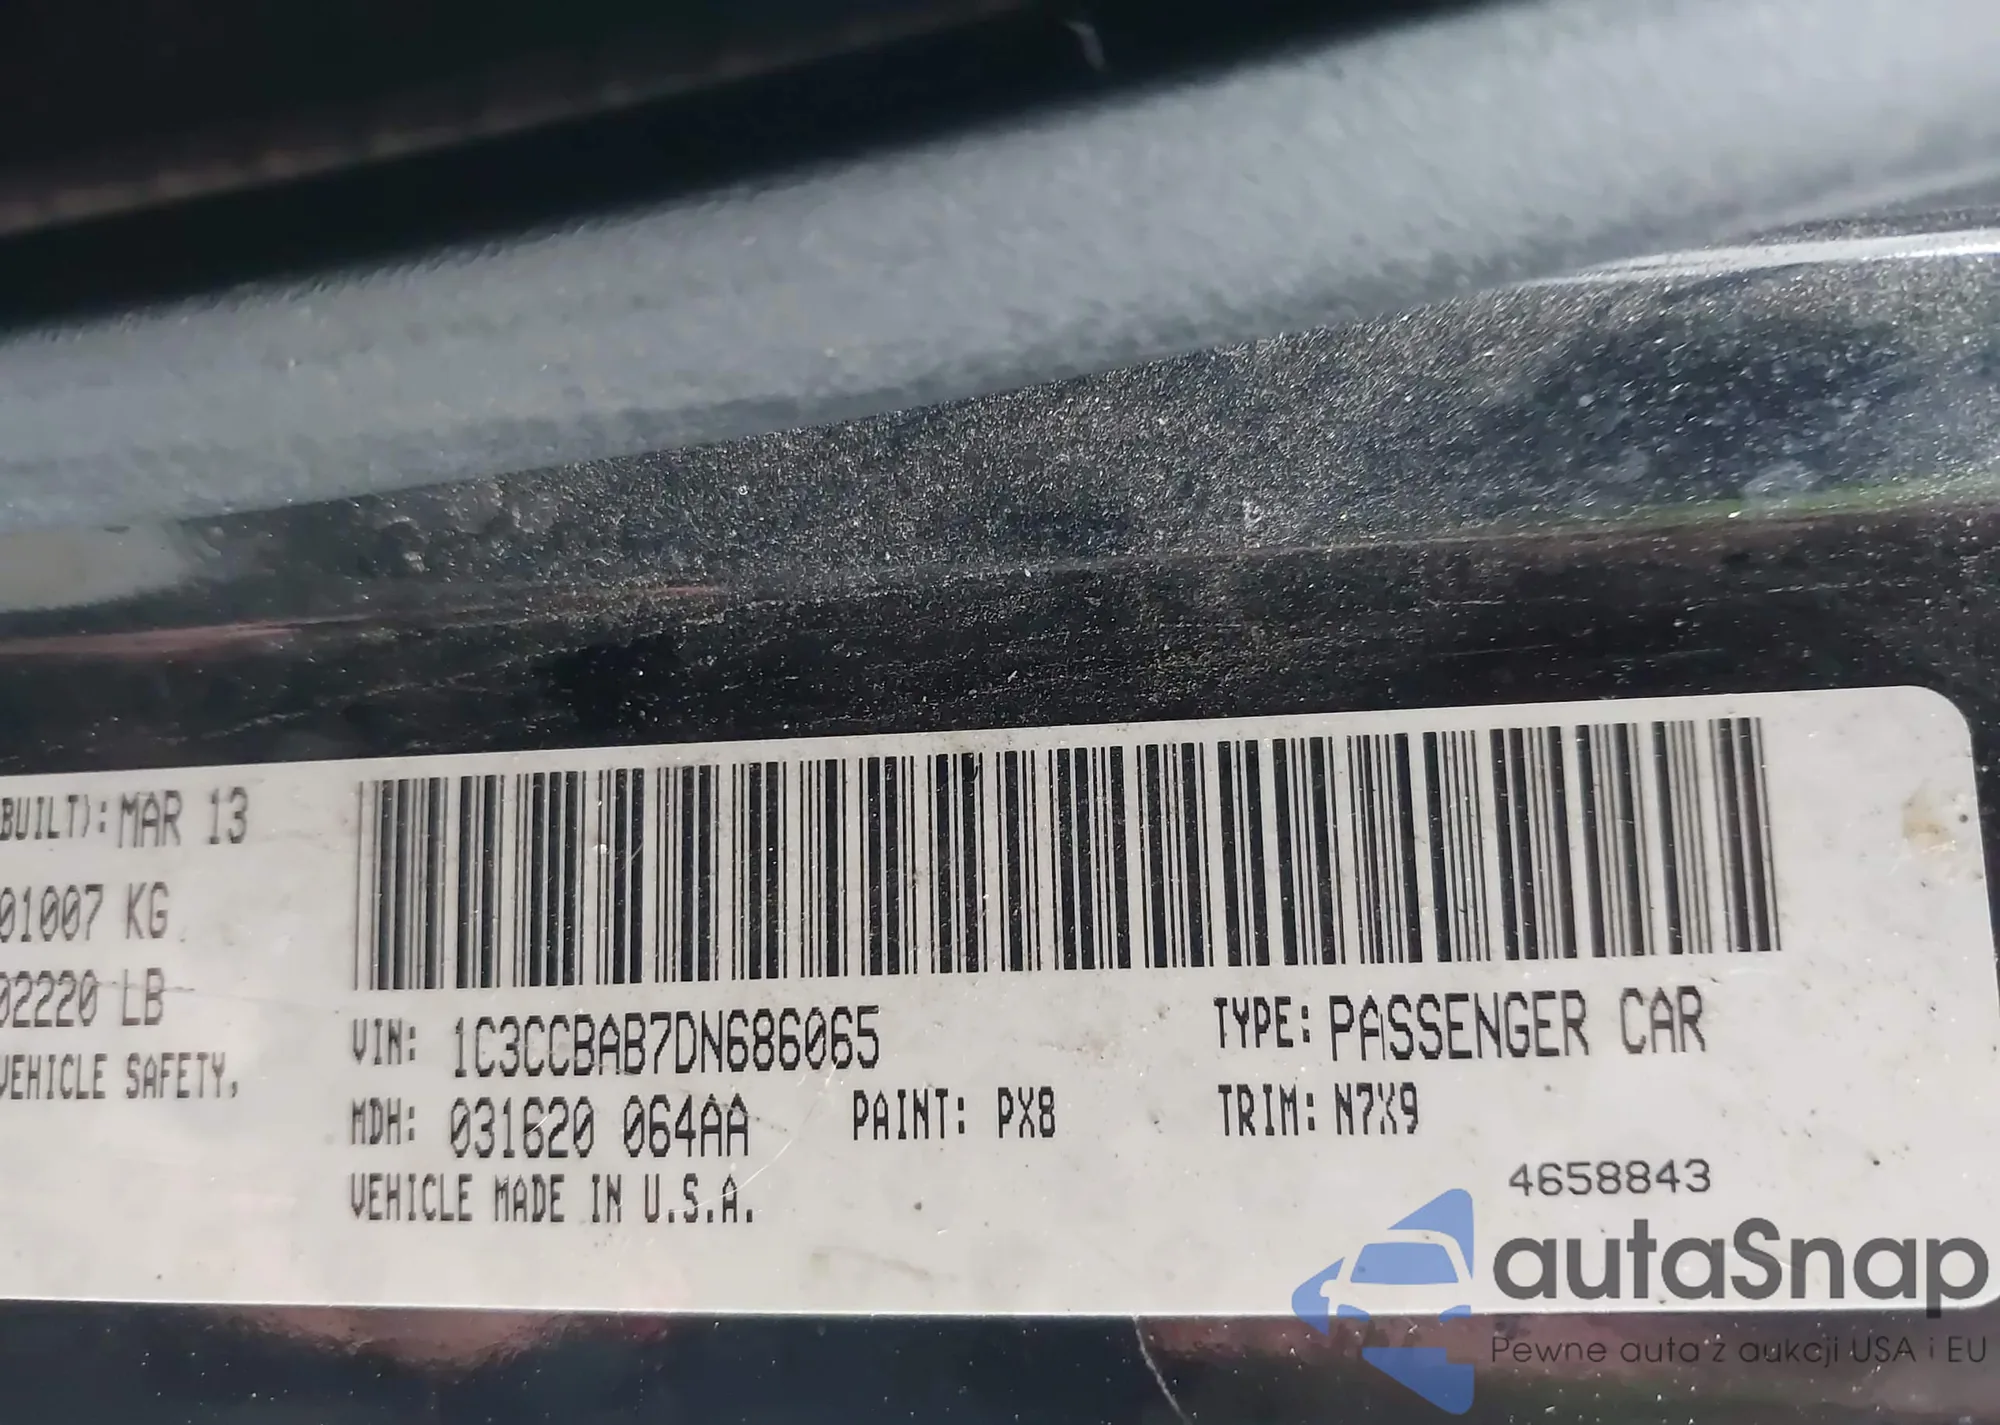 BUILT): MAR 13
01007 KG
02220 LB
VEHICLE SAFETY,
VIN: 1C3CCBAB7DN686065
TYPE: PASSENGER CAR
MDH: 031620 064AA
PAINT: PX8
TRIM: N7X9
VEHICLE MADE IN U.S.A.
4658843
autaSnap
Pewne auta z aukcji USA i EU